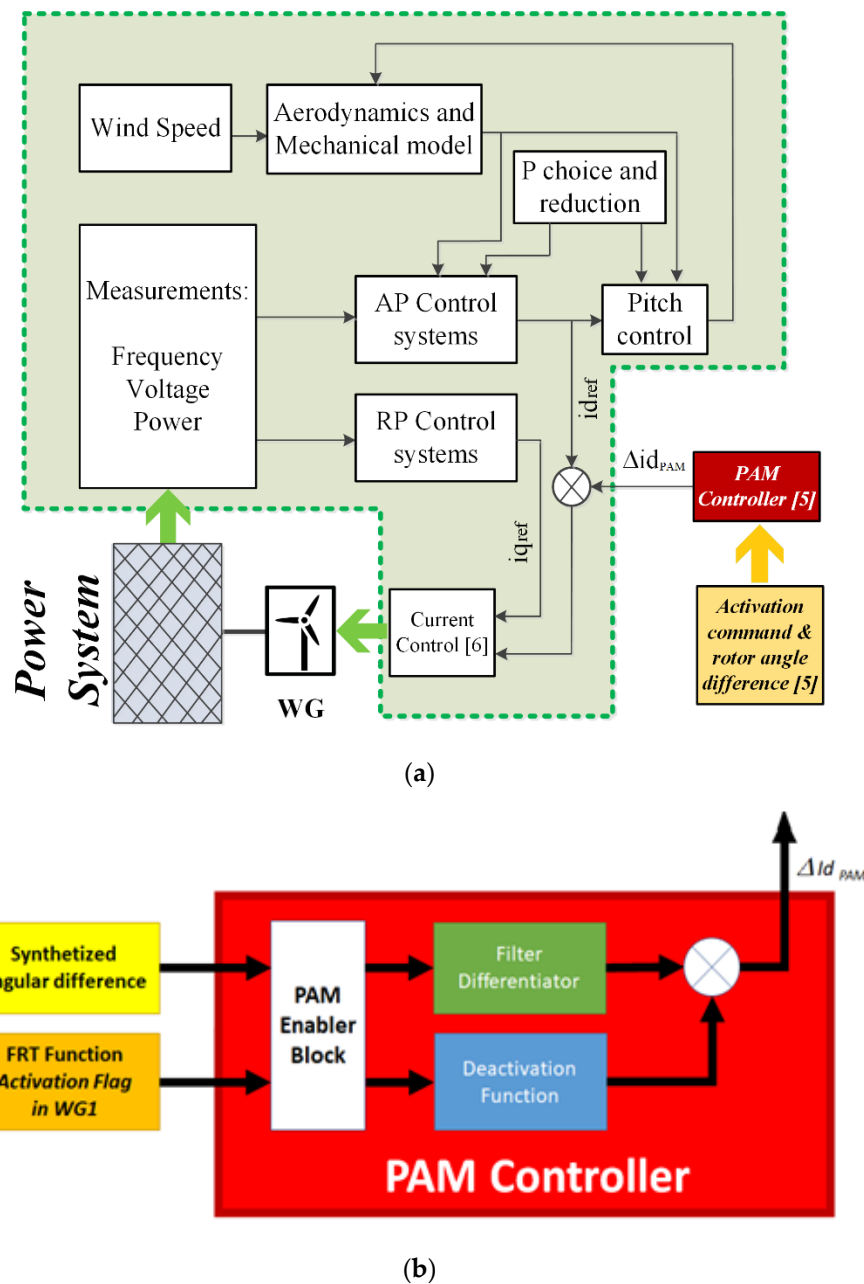 Wind Speed
Aerodynamics and
Mechanical model
P choice and
reduction
Measurements:
Frequency
Voltage
Power
AP Control
systems
Pitch
control
RP Control
systems
idref
iqref
ΔidPAM
PAM
Controller [5]
Activation
command &
rotor angle
difference [5]
Current
Control [6]
Power
System
WG
(a)
ΔId PAM
Synthetized
ngular difference
FRT Function
Activation Flag
in WG1
PAM
Enabler
Block
Filter
Differentiator
Deactivation
Function
PAM Controller
(b)